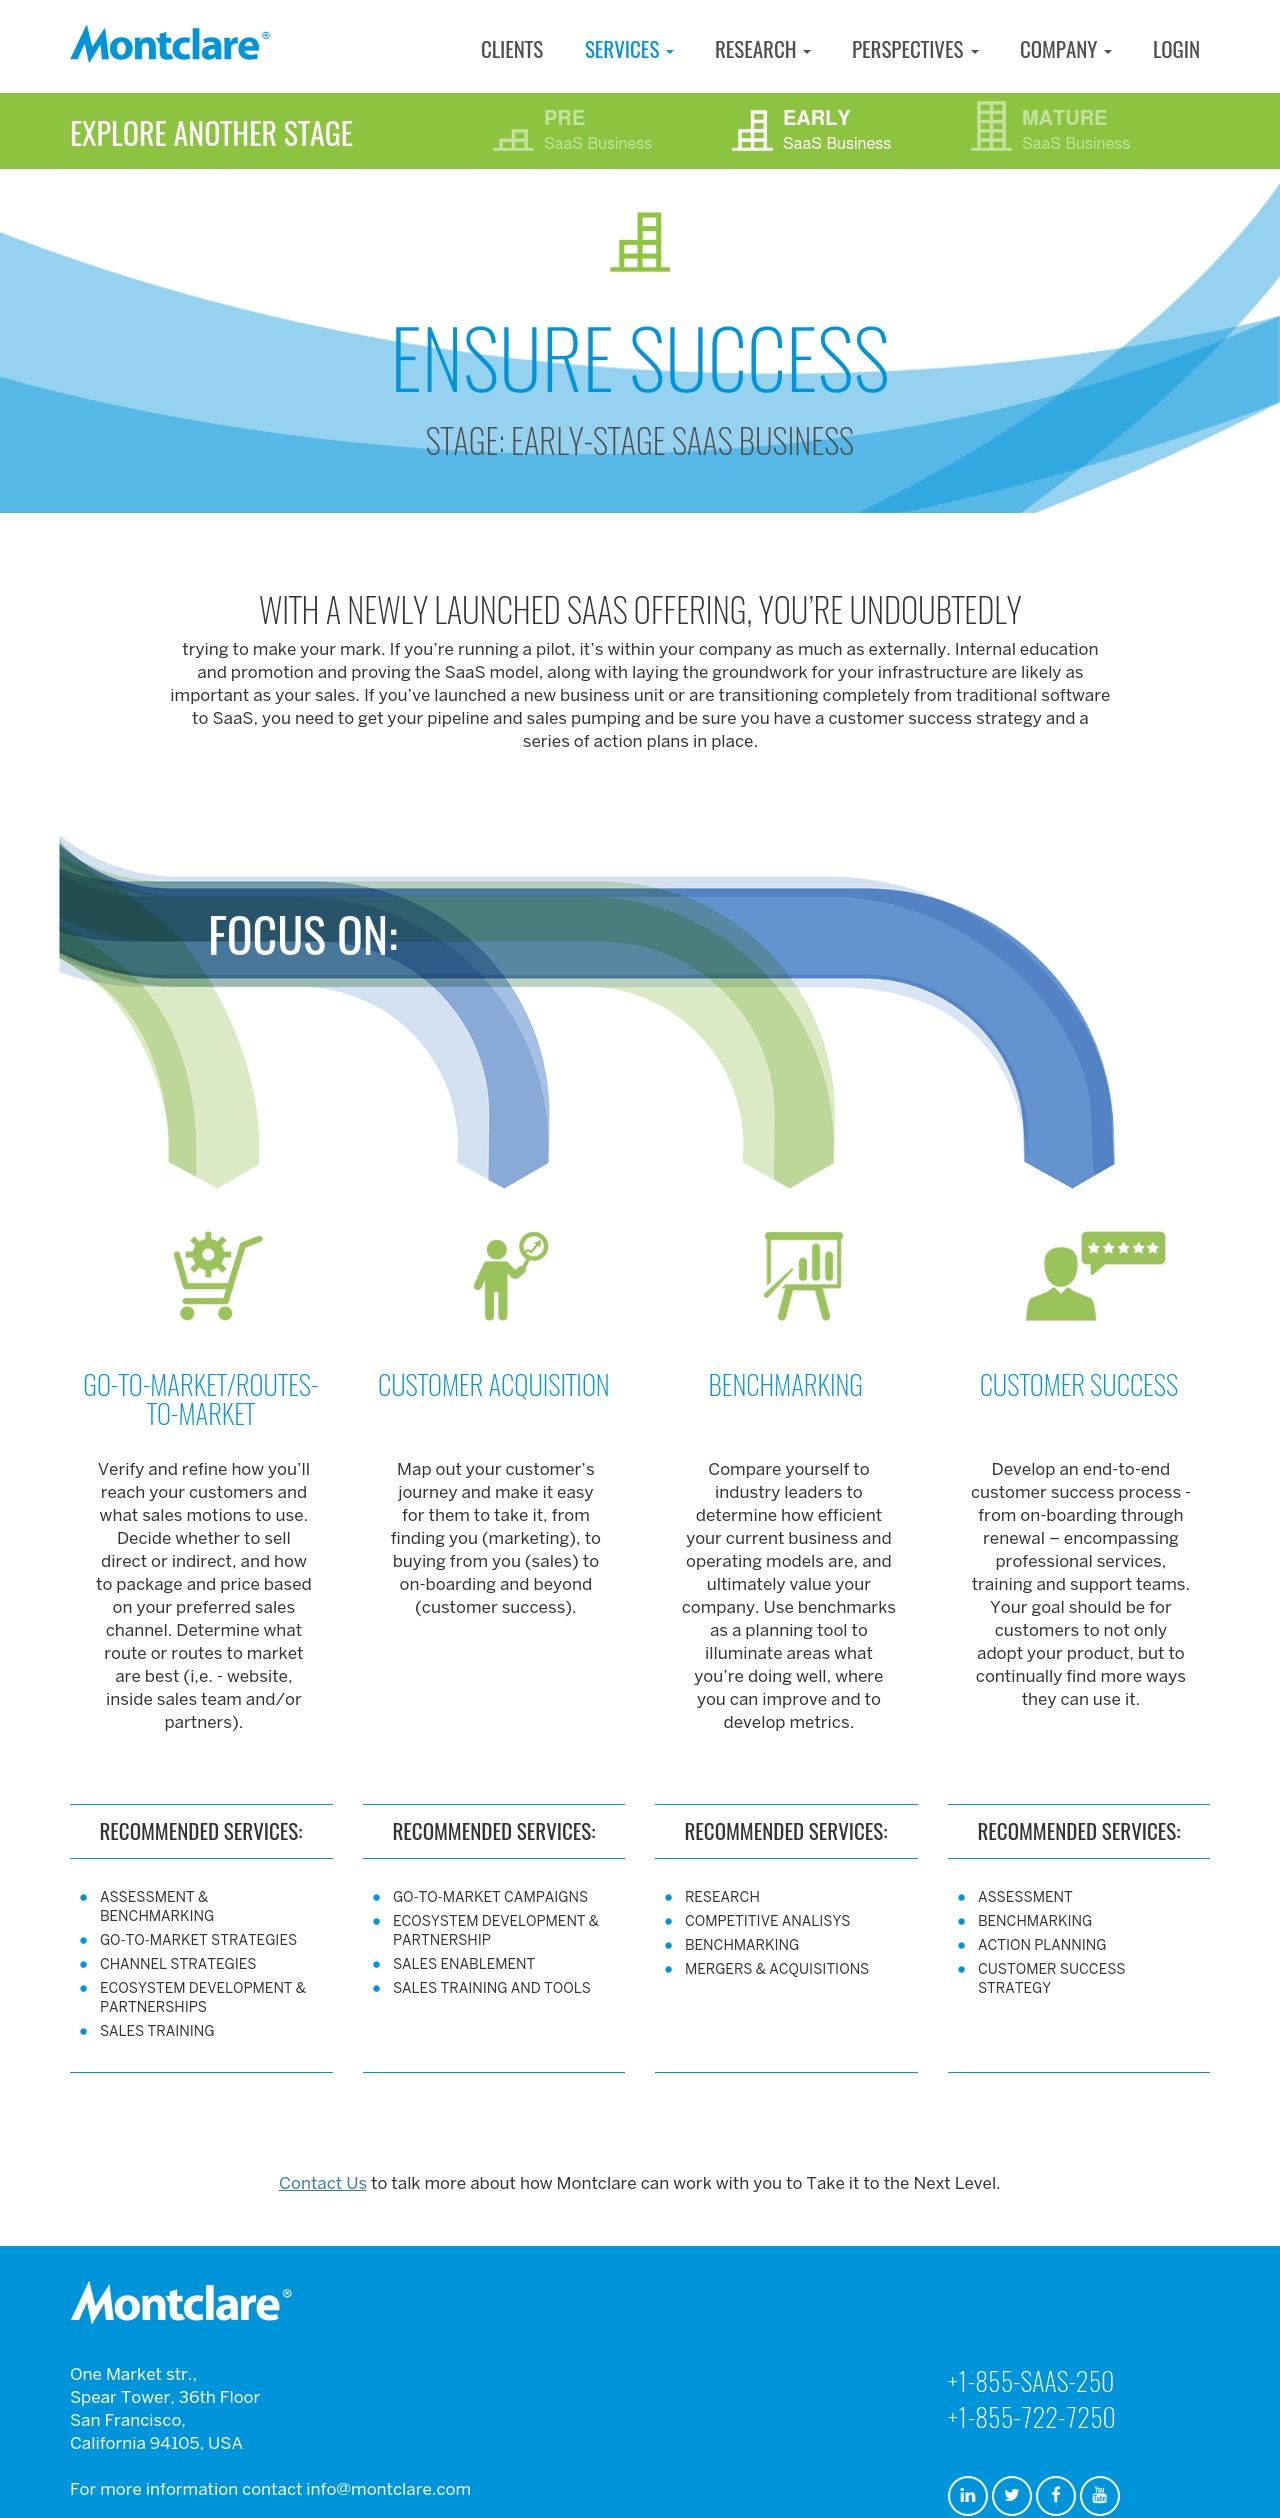 Montclare®
CLIENTS SERVICES RESEARCH PERSPECTIVES COMPANY LOGIN
EXPLORE ANOTHER STAGE
PRE
SaaS Business
EARLY
SaaS Business
MATURE
SaaS Business
ENSURE SUCCESS
STAGE: EARLY-STAGE SAAS BUSINESS
WITH A NEWLY LAUNCHED SAAS OFFERING, YOU’RE UNDOUBTEDLY
trying to make your mark. If you’re running a pilot, it’s within your company as much as externally. Internal education
and promotion and proving the SaaS model, along with laying the groundwork for your infrastructure are likely as
important as your sales. If you’ve launched a new business unit or are transitioning completely from traditional software
to SaaS, you need to get your pipeline and sales pumping and be sure you have a customer success strategy and a
series of action plans in place.
FOCUS ON:
GO-TO-MARKET/ROUTES-
TO-MARKET
Verify and refine how you’ll
reach your customers and
what sales motions to use.
Decide whether to sell
direct or indirect, and how
to package and price based
on your preferred sales
channel. Determine what
route or routes to market
are best (i,e. - website,
inside sales team and/or
partners).
CUSTOMER ACQUISITION
Map out your customer’s
journey and make it easy
for them to take it, from
finding you (marketing), to
buying from you (sales) to
on-boarding and beyond
(customer success).
BENCHMARKING
Compare yourself to
industry leaders to
determine how efficient
your current business and
operating models are, and
ultimately value your
company. Use benchmarks
as a planning tool to
illuminate areas what
you’re doing well, where
you can improve and to
develop metrics.
CUSTOMER SUCCESS
Develop an end-to-end
customer success process -
from on-boarding through
renewal – encompassing
professional services,
training and support teams.
Your goal should be for
customers to not only
adopt your product, but to
continually find more ways
they can use it.
RECOMMENDED SERVICES:
ASSESSMENT &
BENCHMARKING
GO-TO-MARKET STRATEGIES
CHANNEL STRATEGIES
ECOSYSTEM DEVELOPMENT &
PARTNERSHIPS
SALES TRAINING
RECOMMENDED SERVICES:
GO-TO-MARKET CAMPAIGNS
ECOSYSTEM DEVELOPMENT &
PARTNERSHIP
SALES ENABLEMENT
SALES TRAINING AND TOOLS
RECOMMENDED SERVICES:
RESEARCH
COMPETITIVE ANALISYS
BENCHMARKING
MERGERS & ACQUISITIONS
RECOMMENDED SERVICES:
ASSESSMENT
BENCHMARKING
ACTION PLANNING
CUSTOMER SUCCESS
STRATEGY
Contact Us to talk more about how Montclare can work with you to Take it to the Next Level.
Montclare®
One Market str.,
Spear Tower, 36th Floor
San Francisco,
California 94105, USA
For more information contact info@montclare.com
+1-855-SAAS-250
+1-855-722-7250
in
f
You
Tube